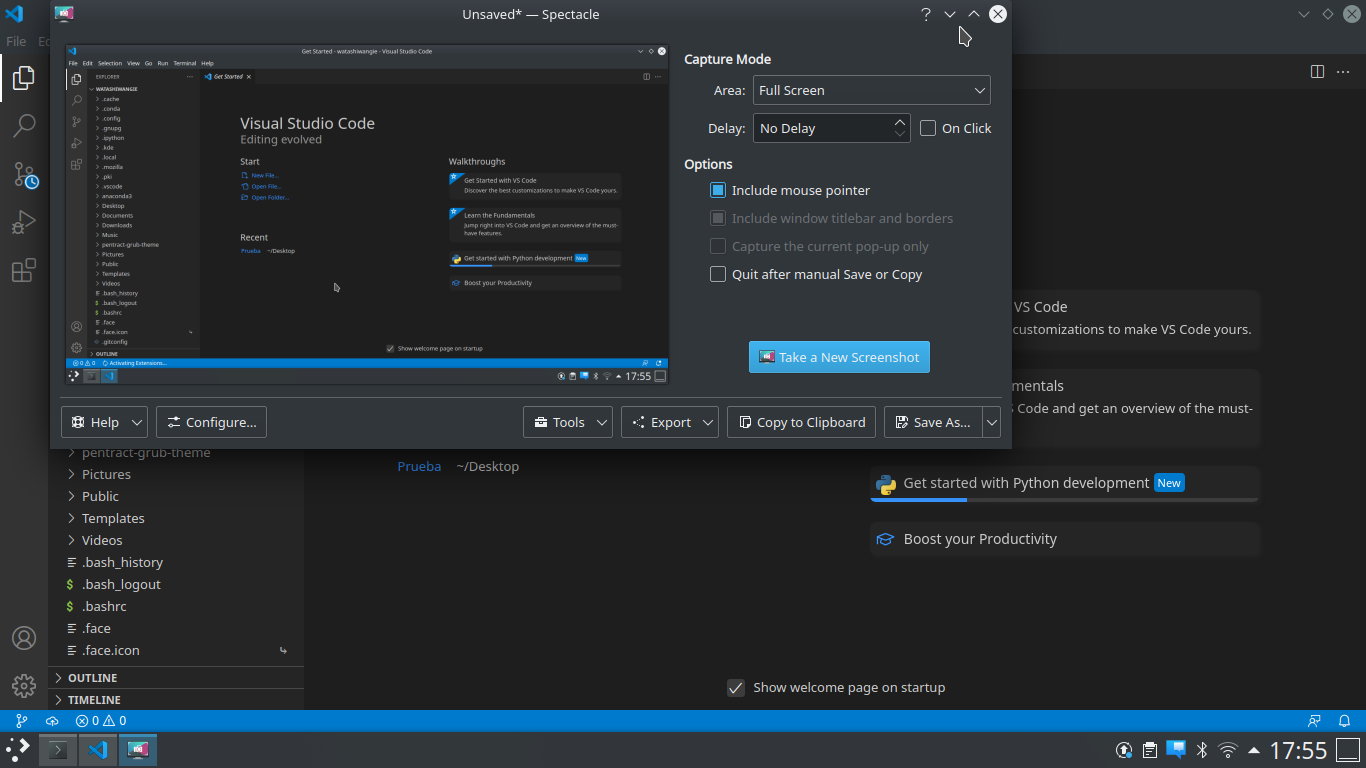 Unsaved* — Spectacle
File
Get Started - watashiwangie - Visual Studio Code
File Edit Selection View Go Run Terminal Help
EXPLORER
Get Started
WATASHIWANGIE
.cache
.conda
.config
.gnupg
.ipython
.kde
.local
.mozilla
.pki
.vscode
anaconda3
Desktop
Documents
Downloads
Music
pentract-grub-theme
Pictures
Public
Templates
Videos
.bash_history
.bash_logout
.bashrc
.face
.face.icon
.gitconfig
OUTLINE
Visual Studio Code
Editing evolved
Start
New File...
Open File...
Open Folder...
Recent
Prueba ~/Desktop
Walkthroughs
Get Started with VS Code
Discover the best customizations to make VS Code yours.
Learn the Fundamentals
Jump right into VS Code and get an overview of the must-
have features.
Get started with Python development New
Boost your Productivity
Show welcome page on startup
0 0 Activating Extensions...
17:55
Capture Mode
Area: Full Screen
Delay: No Delay On Click
Options
Include mouse pointer
Include window titlebar and borders
Capture the current pop-up only
Quit after manual Save or Copy
Take a New Screenshot
Help Configure... Tools Export Copy to Clipboard Save As...
VS Code
customizations to make VS Code yours.
mentals
Code and get an overview of the must-
pentract-grub-theme
Pictures
Public
Templates
Videos
.bash_history
.bash_logout
.bashrc
.face
.face.icon
OUTLINE
TIMELINE
Prueba ~/Desktop
Get started with Python development New
Boost your Productivity
Show welcome page on startup
0 0
17:55